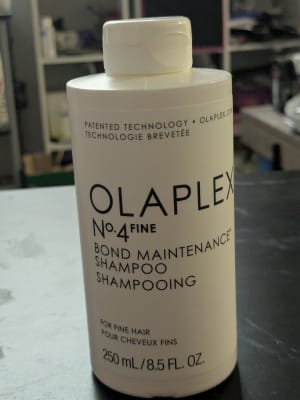 PATENTED TECHNOLOGY • OLAPLEX.CO
TECHNOLOGIE BREVETÉE
OLAPLEX
Nº.4FINE
BOND MAINTENANCE®
SHAMPOO
SHAMPOOING
FOR FINE HAIR
POUR CHEVEUX FINS
250 mL/8.5 FL. OZ.